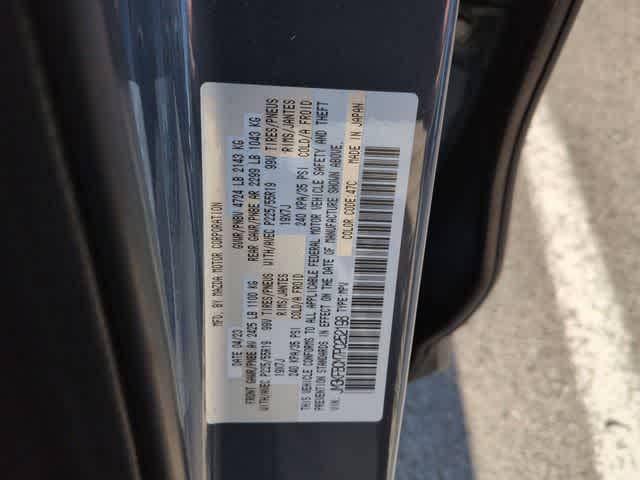 MFD. BY MAZDA MOTOR CORPORATION
DATE 04/23 GVWR/PNBV 4724 LB 2143 KG
FRONT GAWR/PNBE AV 2425 LB 1100 KG REAR GAWR/PNBE AR 2299 LB 1043 KG
WITH/AVEC P225/55R19 99V TIRES/PNEUS WITH/AVEC P225/55R19 99V TIRES/PNEUS
19X7J RIMS/JANTES 19X7J RIMS/JANTES
240 KPA/35 PSI COLD/A FROID 240 KPA/35 PSI COLD/A FROID
THIS VEHICLE CONFORMS TO ALL APPLICABLE FEDERAL MOTOR VEHICLE SAFETY AND THEFT
PREVENTION STANDARDS IN EFFECT ON THE DATE OF MANUFACTURE SHOWN ABOVE.
VIN: TYPE: MPV COLOR CODE: 47C MADE IN JAPAN